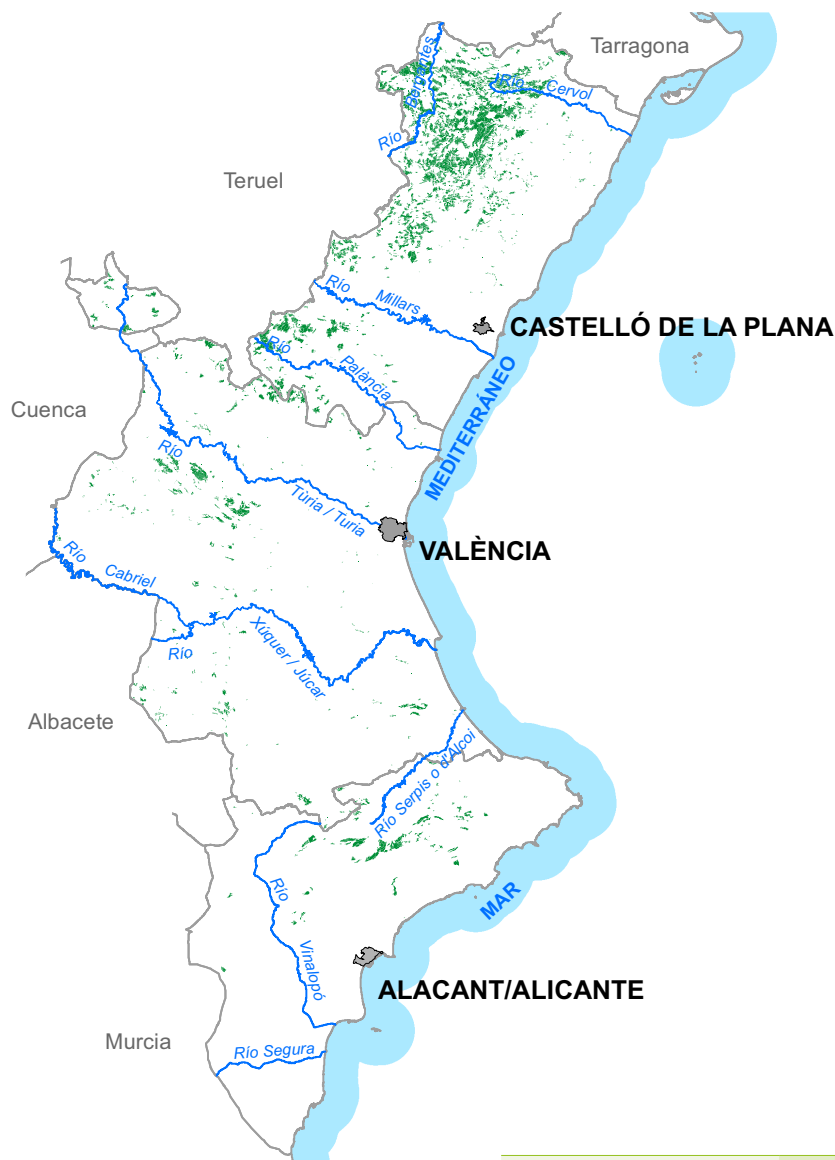 Tarragona
Río Bergantes
Río Cervol
Teruel
Río Millars
CASTELLÓ DE LA PLANA
Río Palància
MEDITERRÁNEO
Cuenca
Río Túria / Turia
VALÈNCIA
Río Cabriel
Río Xúquer / Júcar
Albacete
Río Serpis o d'Alcoi
Río Vinalopó
MAR
ALACANT/ALICANTE
Murcia
Río Segura